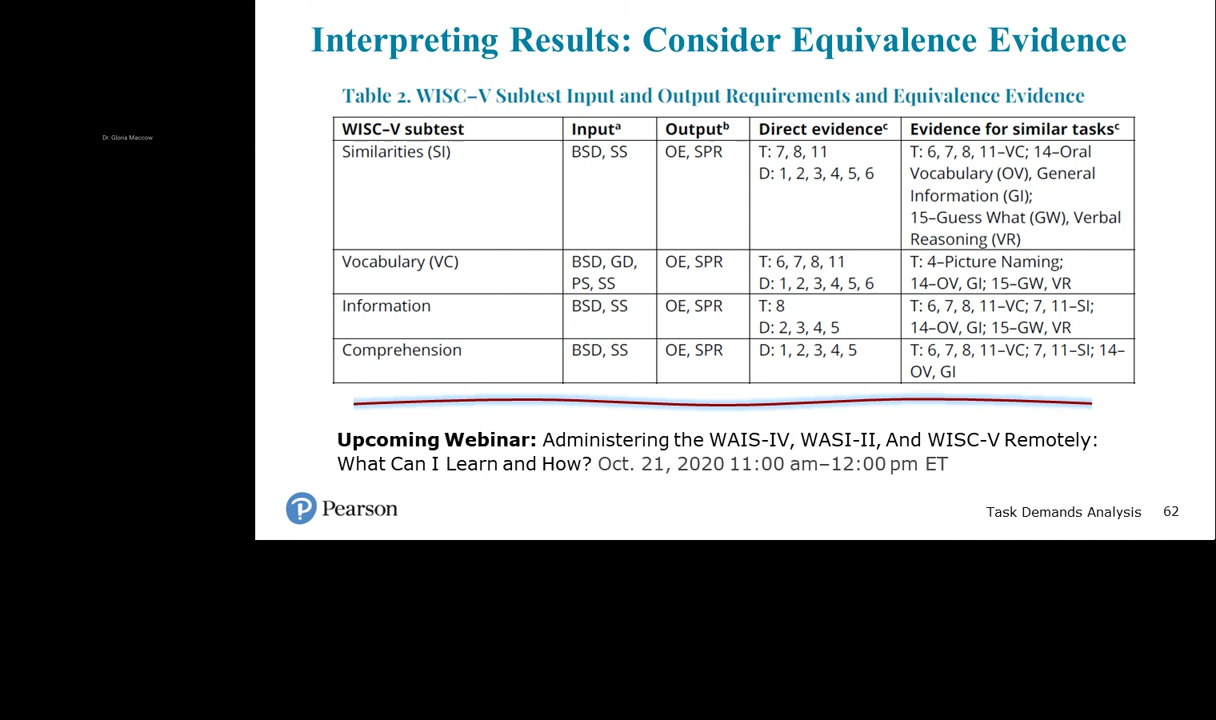 Interpreting Results: Consider Equivalence Evidence
Table 2. WISC–V Subtest Input and Output Requirements and Equivalence Evidence
WISC–V subtest Inputᵃ Outputᵇ Direct evidenceᶜ Evidence for similar tasksᶜ
Similarities (SI) BSD, SS OE, SPR T: 7, 8, 11 T: 6, 7, 8, 11–VC; 14–Oral
D: 1, 2, 3, 4, 5, 6 Vocabulary (OV), General
Information (GI);
15–Guess What (GW), Verbal
Reasoning (VR)
Vocabulary (VC) BSD, GD, OE, SPR T: 6, 7, 8, 11 T: 4–Picture Naming;
PS, SS D: 1, 2, 3, 4, 5, 6 14–OV, GI; 15–GW, VR
Information BSD, SS OE, SPR T: 8 T: 6, 7, 8, 11–VC; 7, 11–SI;
D: 2, 3, 4, 5 14–OV, GI; 15–GW, VR
Comprehension BSD, SS OE, SPR D: 1, 2, 3, 4, 5 T: 6, 7, 8, 11–VC; 7, 11–SI; 14–
OV, GI
Upcoming Webinar: Administering the WAIS-IV, WASI-II, And WISC-V Remotely:
What Can I Learn and How? Oct. 21, 2020 11:00 am–12:00 pm ET
Pearson
Task Demands Analysis 62
Dr. Gloria Maccow